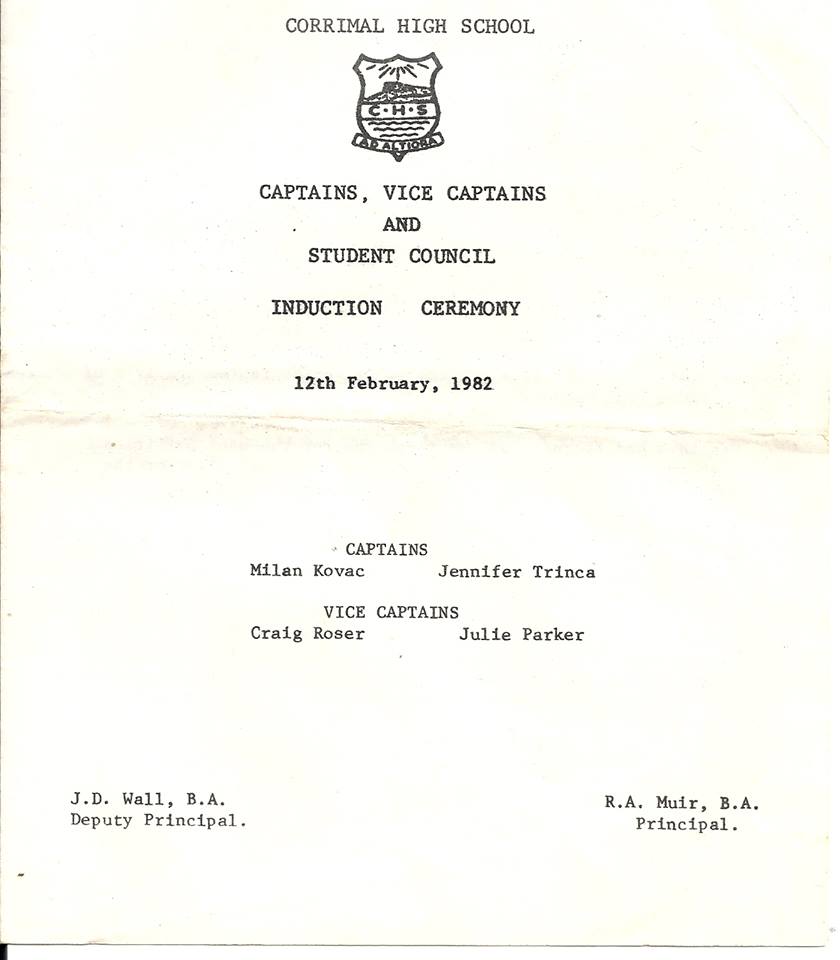 CORRIMAL HIGH SCHOOL
C·H·S
AD ALTIORA
CAPTAINS, VICE CAPTAINS
AND
STUDENT COUNCIL
INDUCTION CEREMONY
12th February, 1982
CAPTAINS
Milan Kovac Jennifer Trinca
VICE CAPTAINS
Craig Roser Julie Parker
J.D. Wall, B.A. R.A. Muir, B.A.
Deputy Principal. Principal.